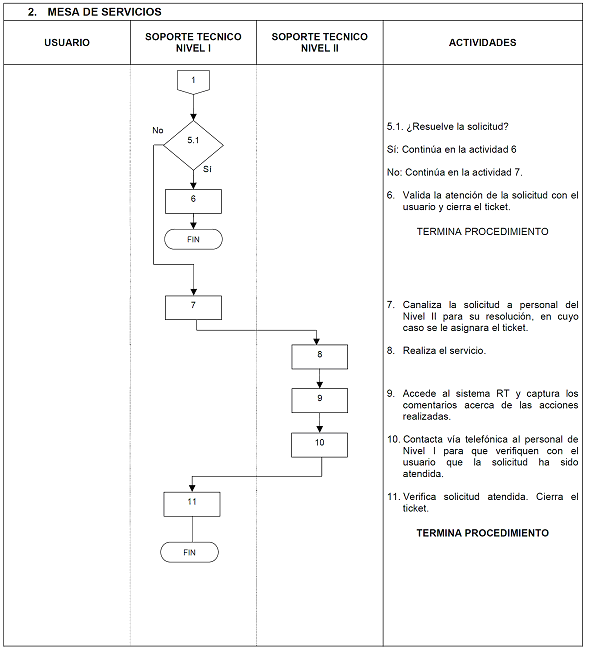 2. MESA DE SERVICIOS
USUARIO
SOPORTE TECNICO
NIVEL I
SOPORTE TECNICO
NIVEL II
ACTIVIDADES
1
No
5.1
Sí
6
FIN
7
8
9
10
11
FIN
5.1. ¿Resuelve la solicitud?
Sí: Continúa en la actividad 6
No: Continúa en la actividad 7.
6. Valida la atención de la solicitud con el
usuario y cierra el ticket.
TERMINA PROCEDIMIENTO
7. Canaliza la solicitud a personal del
Nivel II para su resolución, en cuyo
caso se le asignara el ticket.
8. Realiza el servicio.
9. Accede al sistema RT y captura los
comentarios acerca de las acciones
realizadas.
10. Contacta vía telefónica al personal de
Nivel I para que verifiquen con el
usuario que la solicitud ha sido
atendida.
11. Verifica solicitud atendida. Cierra el
ticket.
TERMINA PROCEDIMIENTO